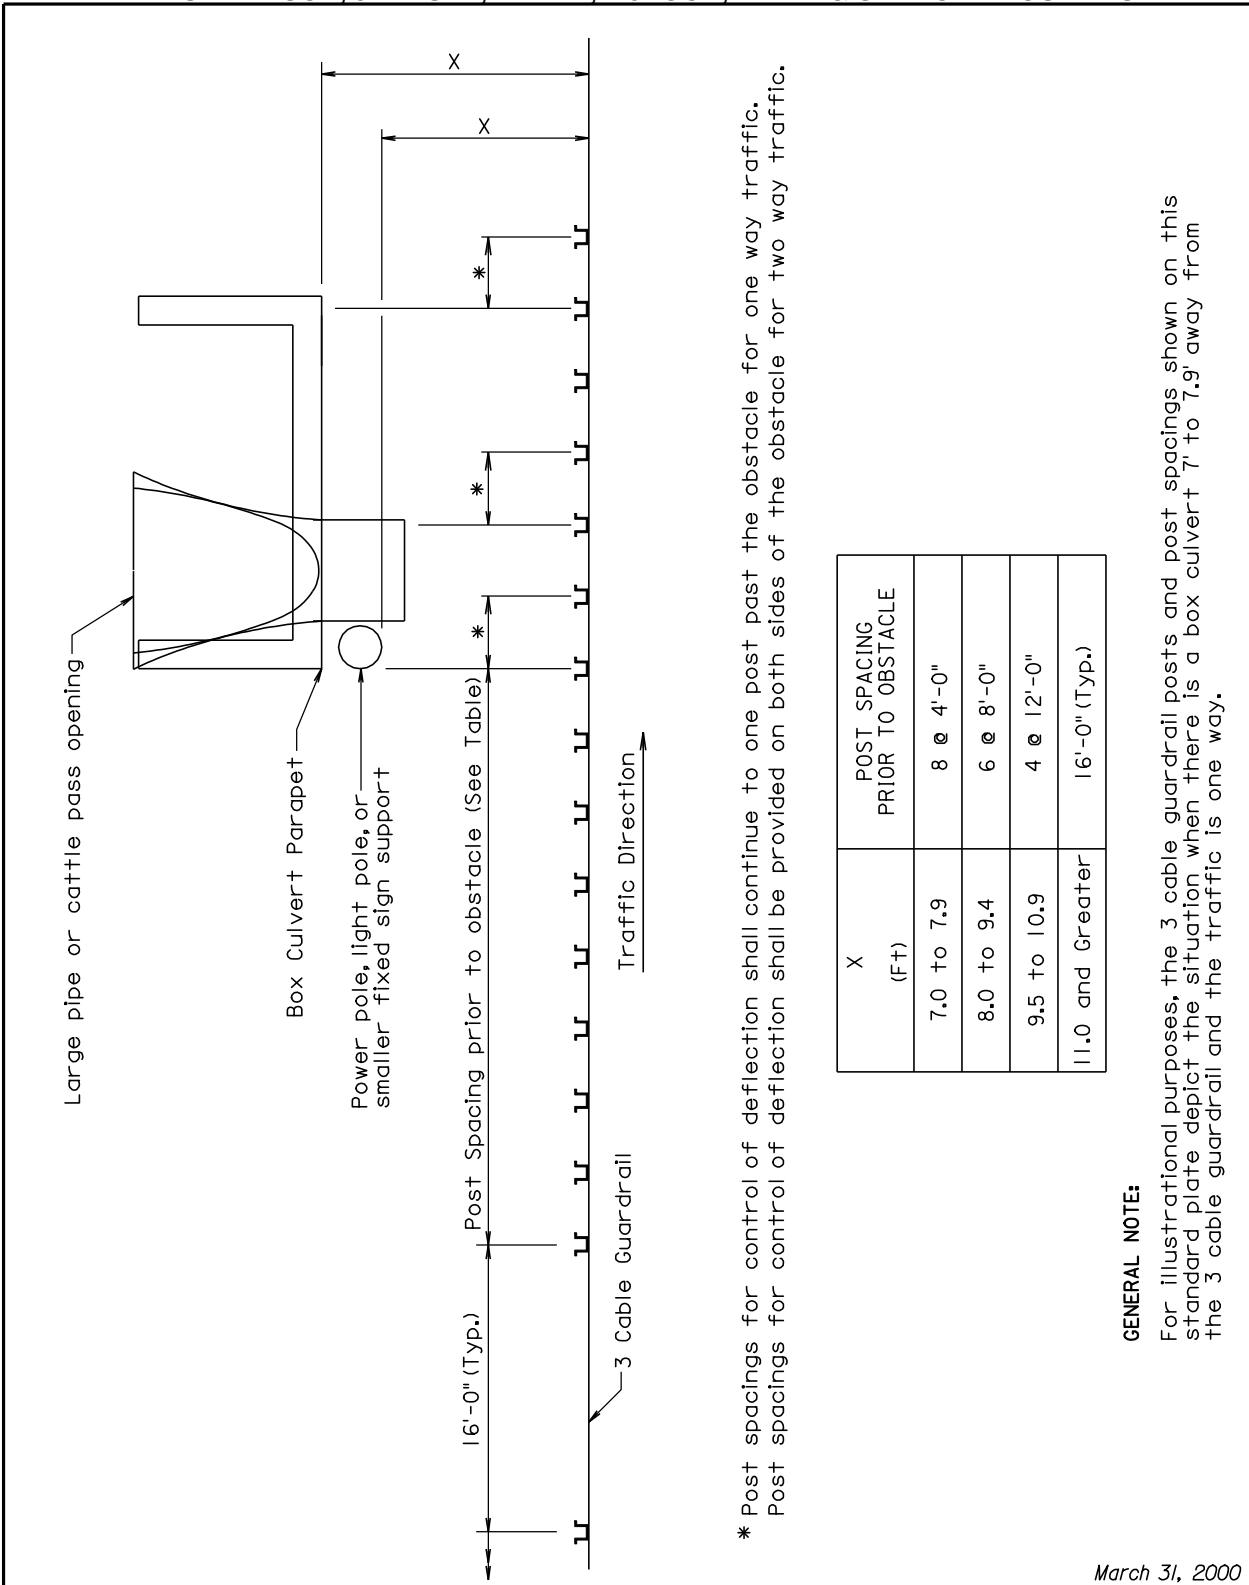 Large pipe or cattle pass opening
Box Culvert Parapet
Power pole, light pole, or
smaller fixed sign support
X
X
*
*
*
16'-0" (Typ.)
Post Spacing prior to obstacle (See Table)
3 Cable Guardrail
Traffic Direction
* Post spacings for control of deflection shall continue to one post past the obstacle for one way traffic.
Post spacings for control of deflection shall be provided on both sides of the obstacle for two way traffic.
X
(Ft)
POST SPACING
PRIOR TO OBSTACLE
7.0 to 7.9
8 @ 4'-0"
8.0 to 9.4
6 @ 8'-0"
9.5 to 10.9
4 @ 12'-0"
11.0 and Greater
16'-0" (Typ.)
GENERAL NOTE:
For illustrational purposes, the 3 cable guardrail posts and post spacings shown on this
standard plate depict the situation when there is a box culvert 7' to 7.9' away from
the 3 cable guardrail and the traffic is one way.
March 31, 2000